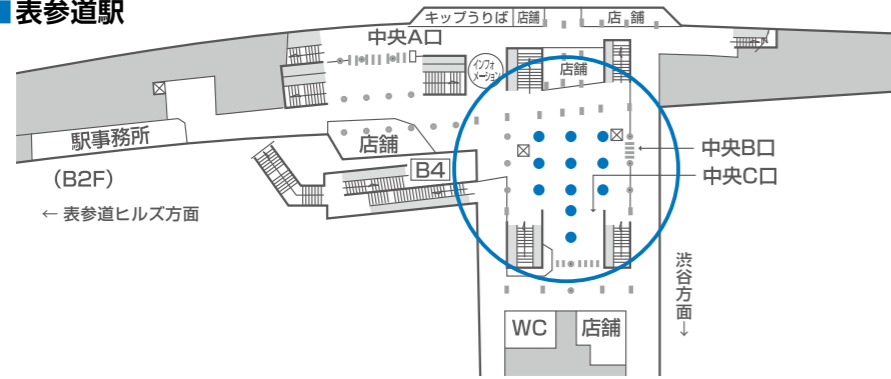 ■表参道駅
キップうりば 店舗 店舗
中央A口
インフォメーション
店舗
駅事務所
店舗
中央B口
B4
中央C口
(B2F)
← 表参道ヒルズ方面
渋谷方面→
WC 店舗